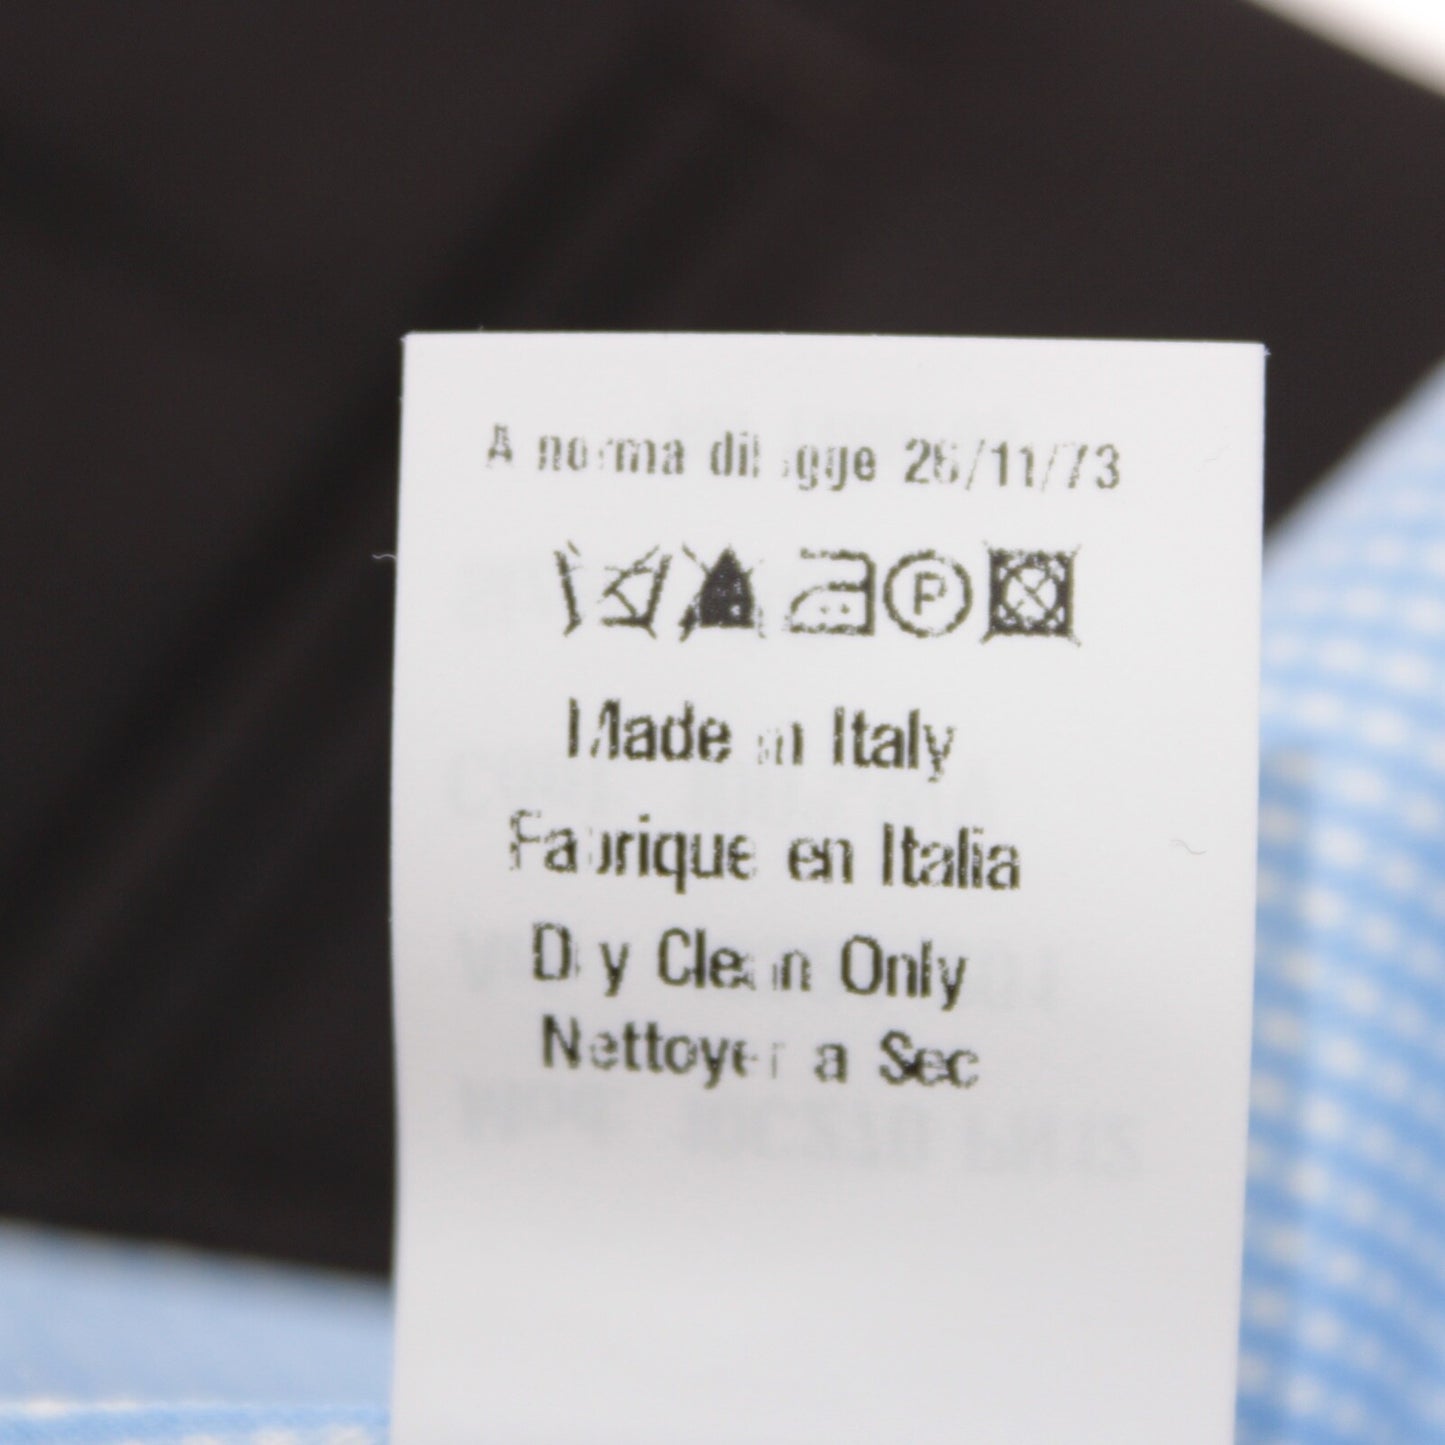 A norma di legge 26/11/73
P
Made in Italy
Fabrique en Italia
Dry Clean Only
Nettoyer a Sec